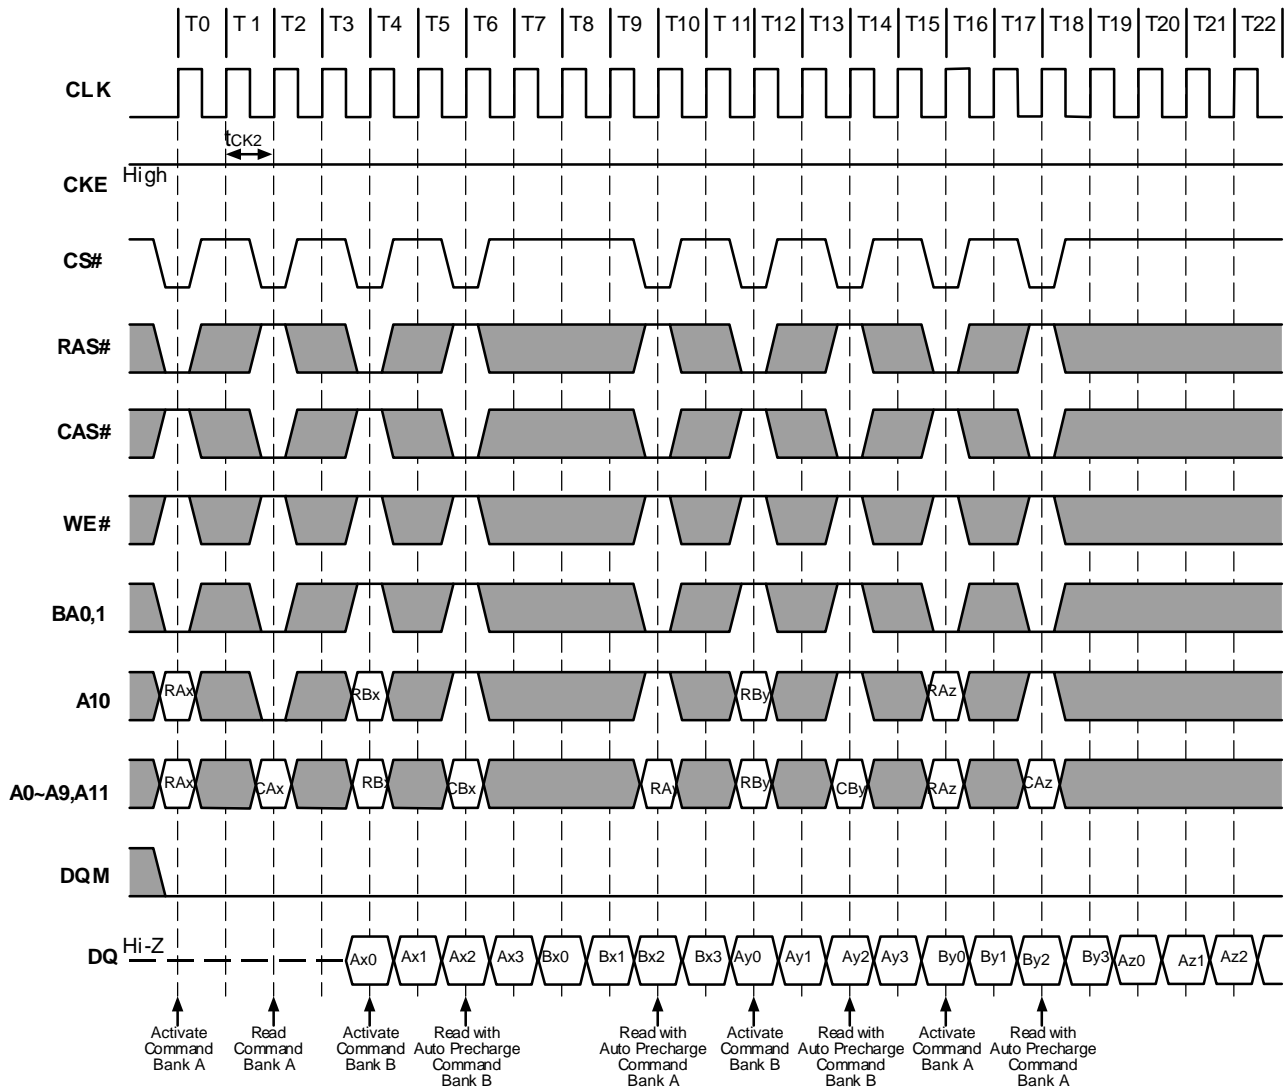 T0 T1 T2 T3 T4 T5 T6 T7 T8 T9 T10 T11 T12 T13 T14 T15 T16 T17 T18 T19 T20 T21 T22
CLK
tCK2
High
CKE
CS#
RAS#
CAS#
WE#
BA0,1
A10
RAx RBx RBy RAz
A0~A9,A11
RAx CAx RBx CBx RAy RBy CBy RAz CAz
DQM
DQ
Hi-Z
Ax0 Ax1 Ax2 Ax3 Bx0 Bx1 Bx2 Bx3 Ay0 Ay1 Ay2 Ay3 By0 By1 By2 By3 Az0 Az1 Az2
Activate
Command
Bank A
Read
Command
Bank A
Activate
Command
Bank B
Read with
Auto Precharge
Command
Bank B
Read with
Auto Precharge
Command
Bank A
Activate
Command
Bank B
Read with
Auto Precharge
Command
Bank B
Activate
Command
Bank A
Read with
Auto Precharge
Command
Bank A